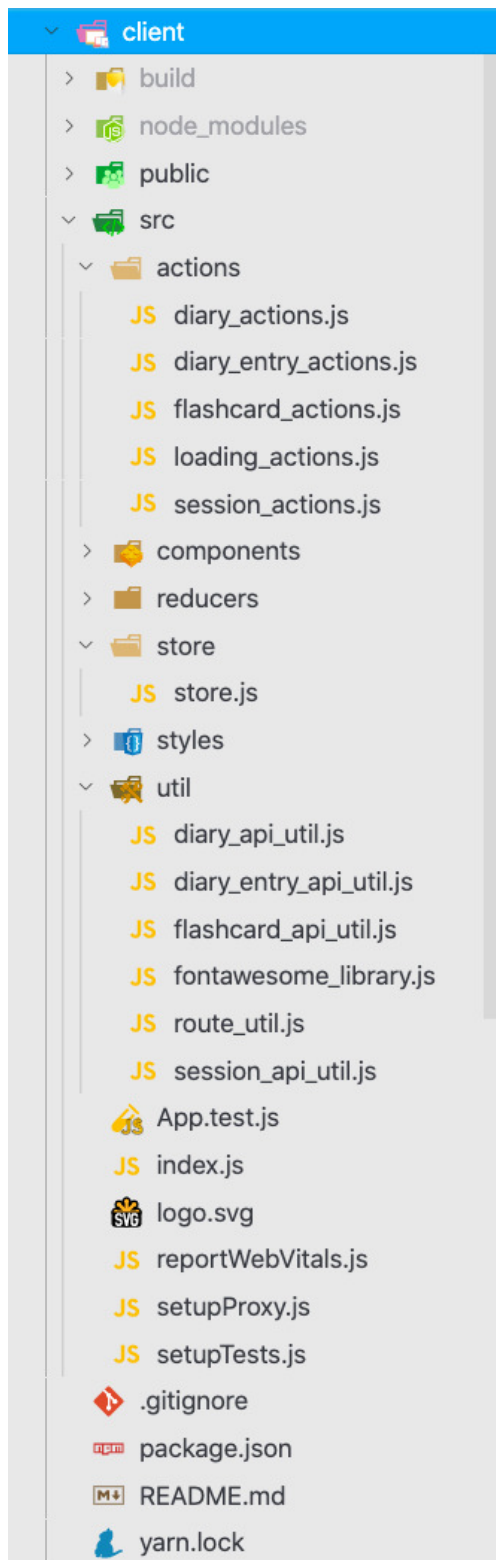 client
build
node_modules
public
src
actions
JS diary_actions.js
JS diary_entry_actions.js
JS flashcard_actions.js
JS loading_actions.js
JS session_actions.js
components
reducers
store
JS store.js
styles
util
JS diary_api_util.js
JS diary_entry_api_util.js
JS flashcard_api_util.js
JS fontawesome_library.js
JS route_util.js
JS session_api_util.js
JS App.test.js
JS index.js
SVG logo.svg
JS reportWebVitals.js
JS setupProxy.js
JS setupTests.js
.gitignore
npm package.json
M README.md
yarn.lock